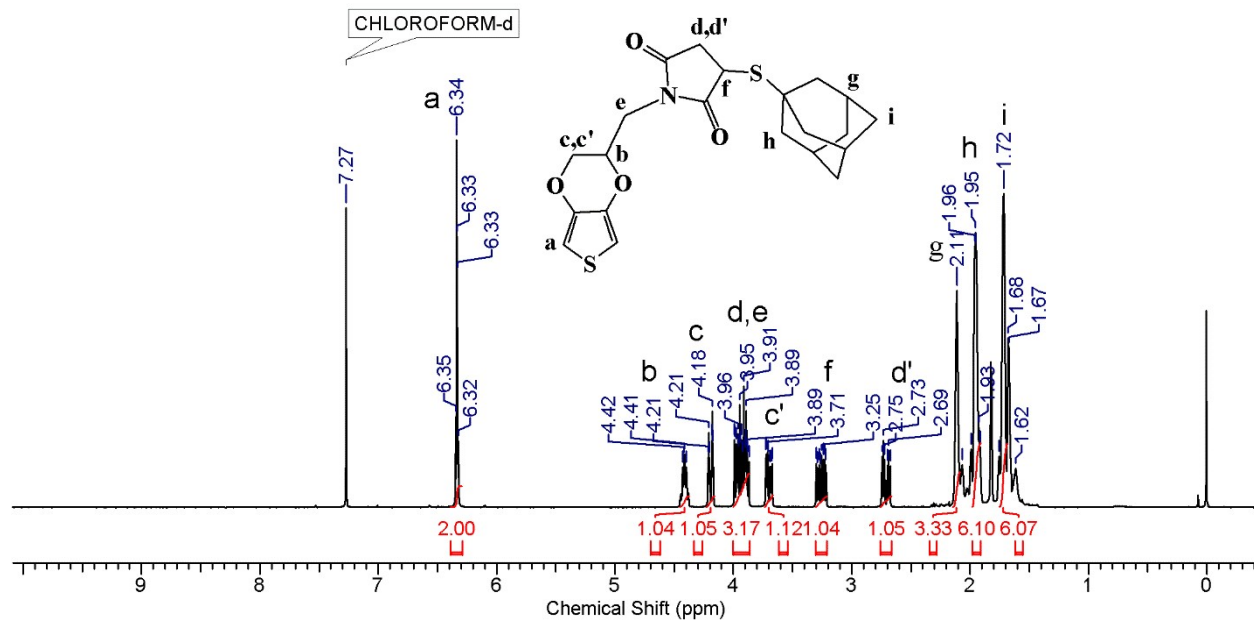 CHLOROFORM-d
d,d'
O
S
g
f
N
i
e
O
h
c,c'
b
O
O
a
S
a
7.27
6.34
6.33
6.33
6.35
6.32
b
c
d,e
c'
f
d'
g
h
i
4.42
4.41
4.21
4.21
4.18
3.96
3.95
3.91
3.89
3.89
3.71
3.25
2.75
2.73
2.69
2.11
1.96
1.95
1.93
1.72
1.68
1.67
1.62
2.00 1.04 1.05 3.17 1.12 1.04 1.05 3.33 6.10 6.07
9 8 7 6 5 4 3 2 1 0
Chemical Shift (ppm)